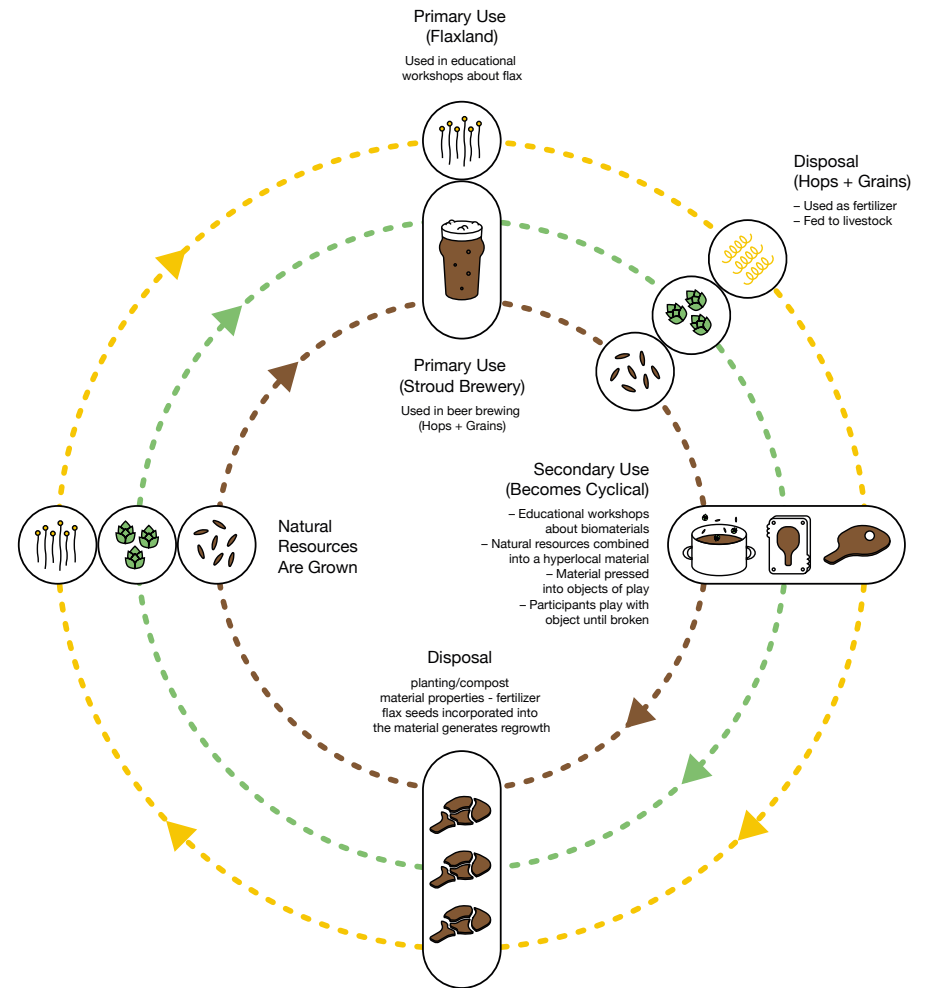 Primary Use
(Flaxland)
Used in educational
workshops about flax
Disposal
(Hops + Grains)
– Used as fertilizer
– Fed to livestock
Primary Use
(Stroud Brewery)
Used in beer brewing
(Hops + Grains)
Secondary Use
(Becomes Cyclical)
– Educational workshops
about biomaterials
– Natural resources combined
into a hyperlocal material
– Material pressed
into objects of play
– Participants play with
object until broken
Natural
Resources
Are Grown
Disposal
planting/compost
material properties - fertilizer
flax seeds incorporated into
the material generates regrowth